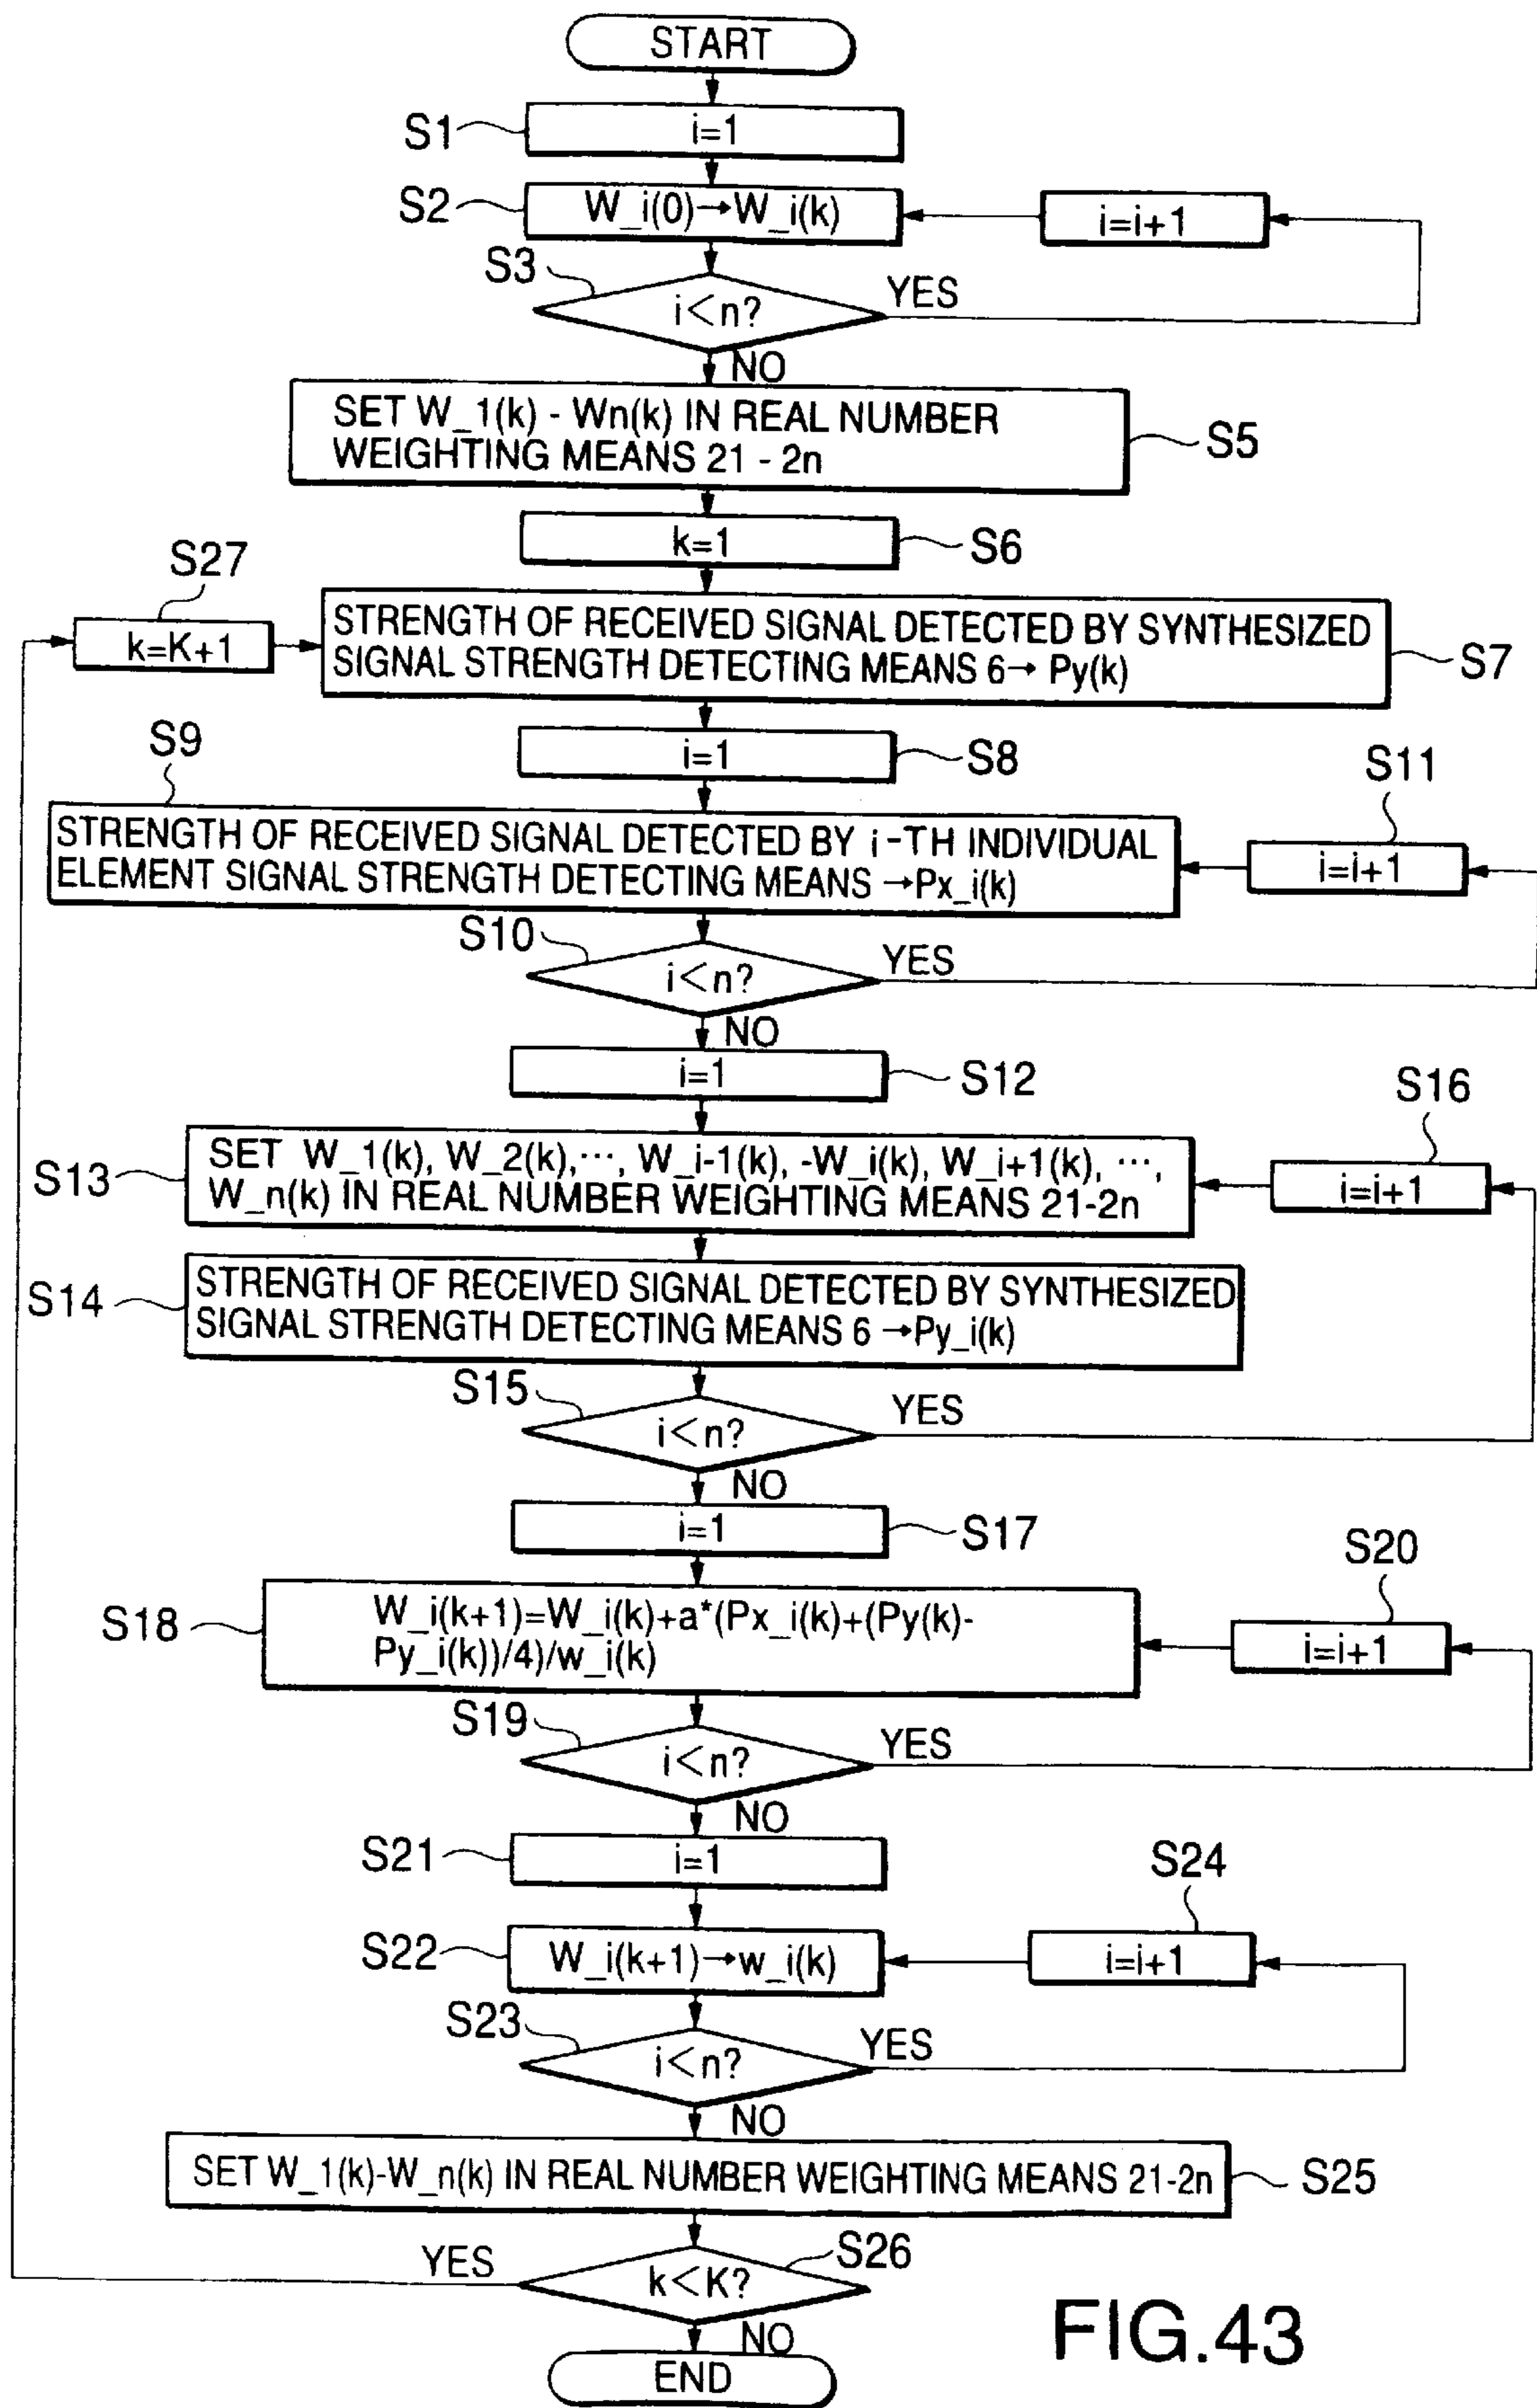 START
S1
i=1
S2
W_i(0)→W_i(k)
i=i+1
S3
i<n?
YES
NO
SET W_1(k) - Wn(k) IN REAL NUMBER
WEIGHTING MEANS 21 - 2n
S5
k=1
S6
S27
k=K+1
STRENGTH OF RECEIVED SIGNAL DETECTED BY SYNTHESIZED
SIGNAL STRENGTH DETECTING MEANS 6→ Py(k)
S7
i=1
S8
S9
STRENGTH OF RECEIVED SIGNAL DETECTED BY i-TH INDIVIDUAL
ELEMENT SIGNAL STRENGTH DETECTING MEANS →Px_i(k)
S11
i=i+1
S10
i<n?
YES
NO
i=1
S12
S13
SET W_1(k), W_2(k),···, W_i-1(k), -W_i(k), W_i+1(k), ···,
W_n(k) IN REAL NUMBER WEIGHTING MEANS 21-2n
S16
i=i+1
S14
STRENGTH OF RECEIVED SIGNAL DETECTED BY SYNTHESIZED
SIGNAL STRENGTH DETECTING MEANS 6 →Py_i(k)
S15
i<n?
YES
NO
i=1
S17
S18
W_i(k+1)=W_i(k)+a*(Px_i(k)+(Py(k)-
Py_i(k))/4)/w_i(k)
S20
i=i+1
S19
i<n?
YES
NO
S21
i=1
S22
W_i(k+1)→w_i(k)
S24
i=i+1
S23
i<n?
YES
NO
SET W_1(k)-W_n(k) IN REAL NUMBER WEIGHTING MEANS 21-2n
S25
YES
k<K?
S26
NO
END
FIG.43